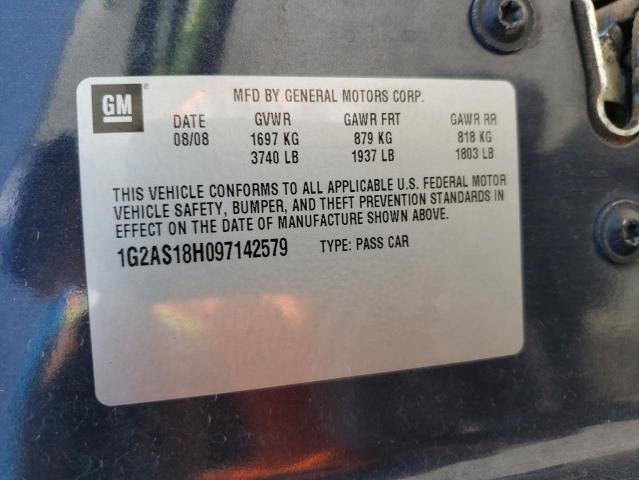 GM
MFD BY GENERAL MOTORS CORP.
DATE GVWR GAWR FRT GAWR RR
08/08 1697 KG 879 KG 818 KG
3740 LB 1937 LB 1803 LB
THIS VEHICLE CONFORMS TO ALL APPLICABLE U.S. FEDERAL MOTOR
VEHICLE SAFETY, BUMPER, AND THEFT PREVENTION STANDARDS IN
EFFECT ON THE DATE OF MANUFACTURE SHOWN ABOVE.
1G2AS18H097142579 TYPE: PASS CAR